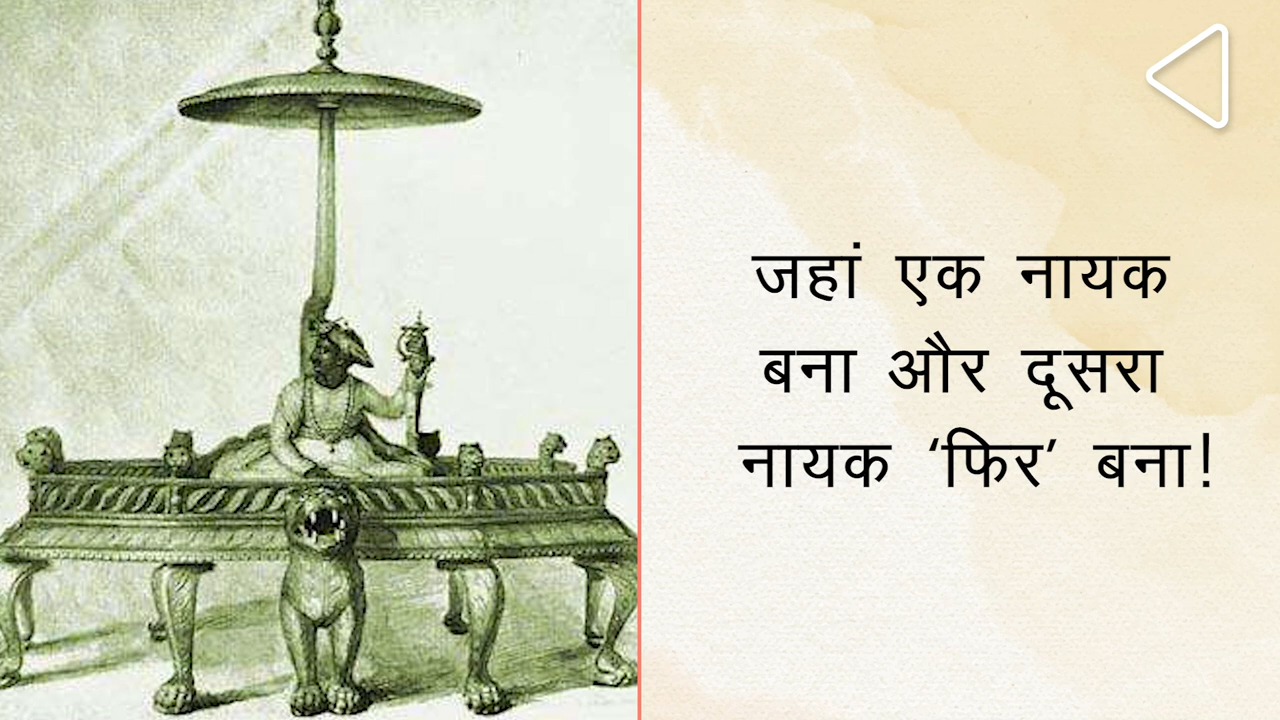 जहां एक नायक
बना और दूसरा
नायक ‘फिर’ बना!